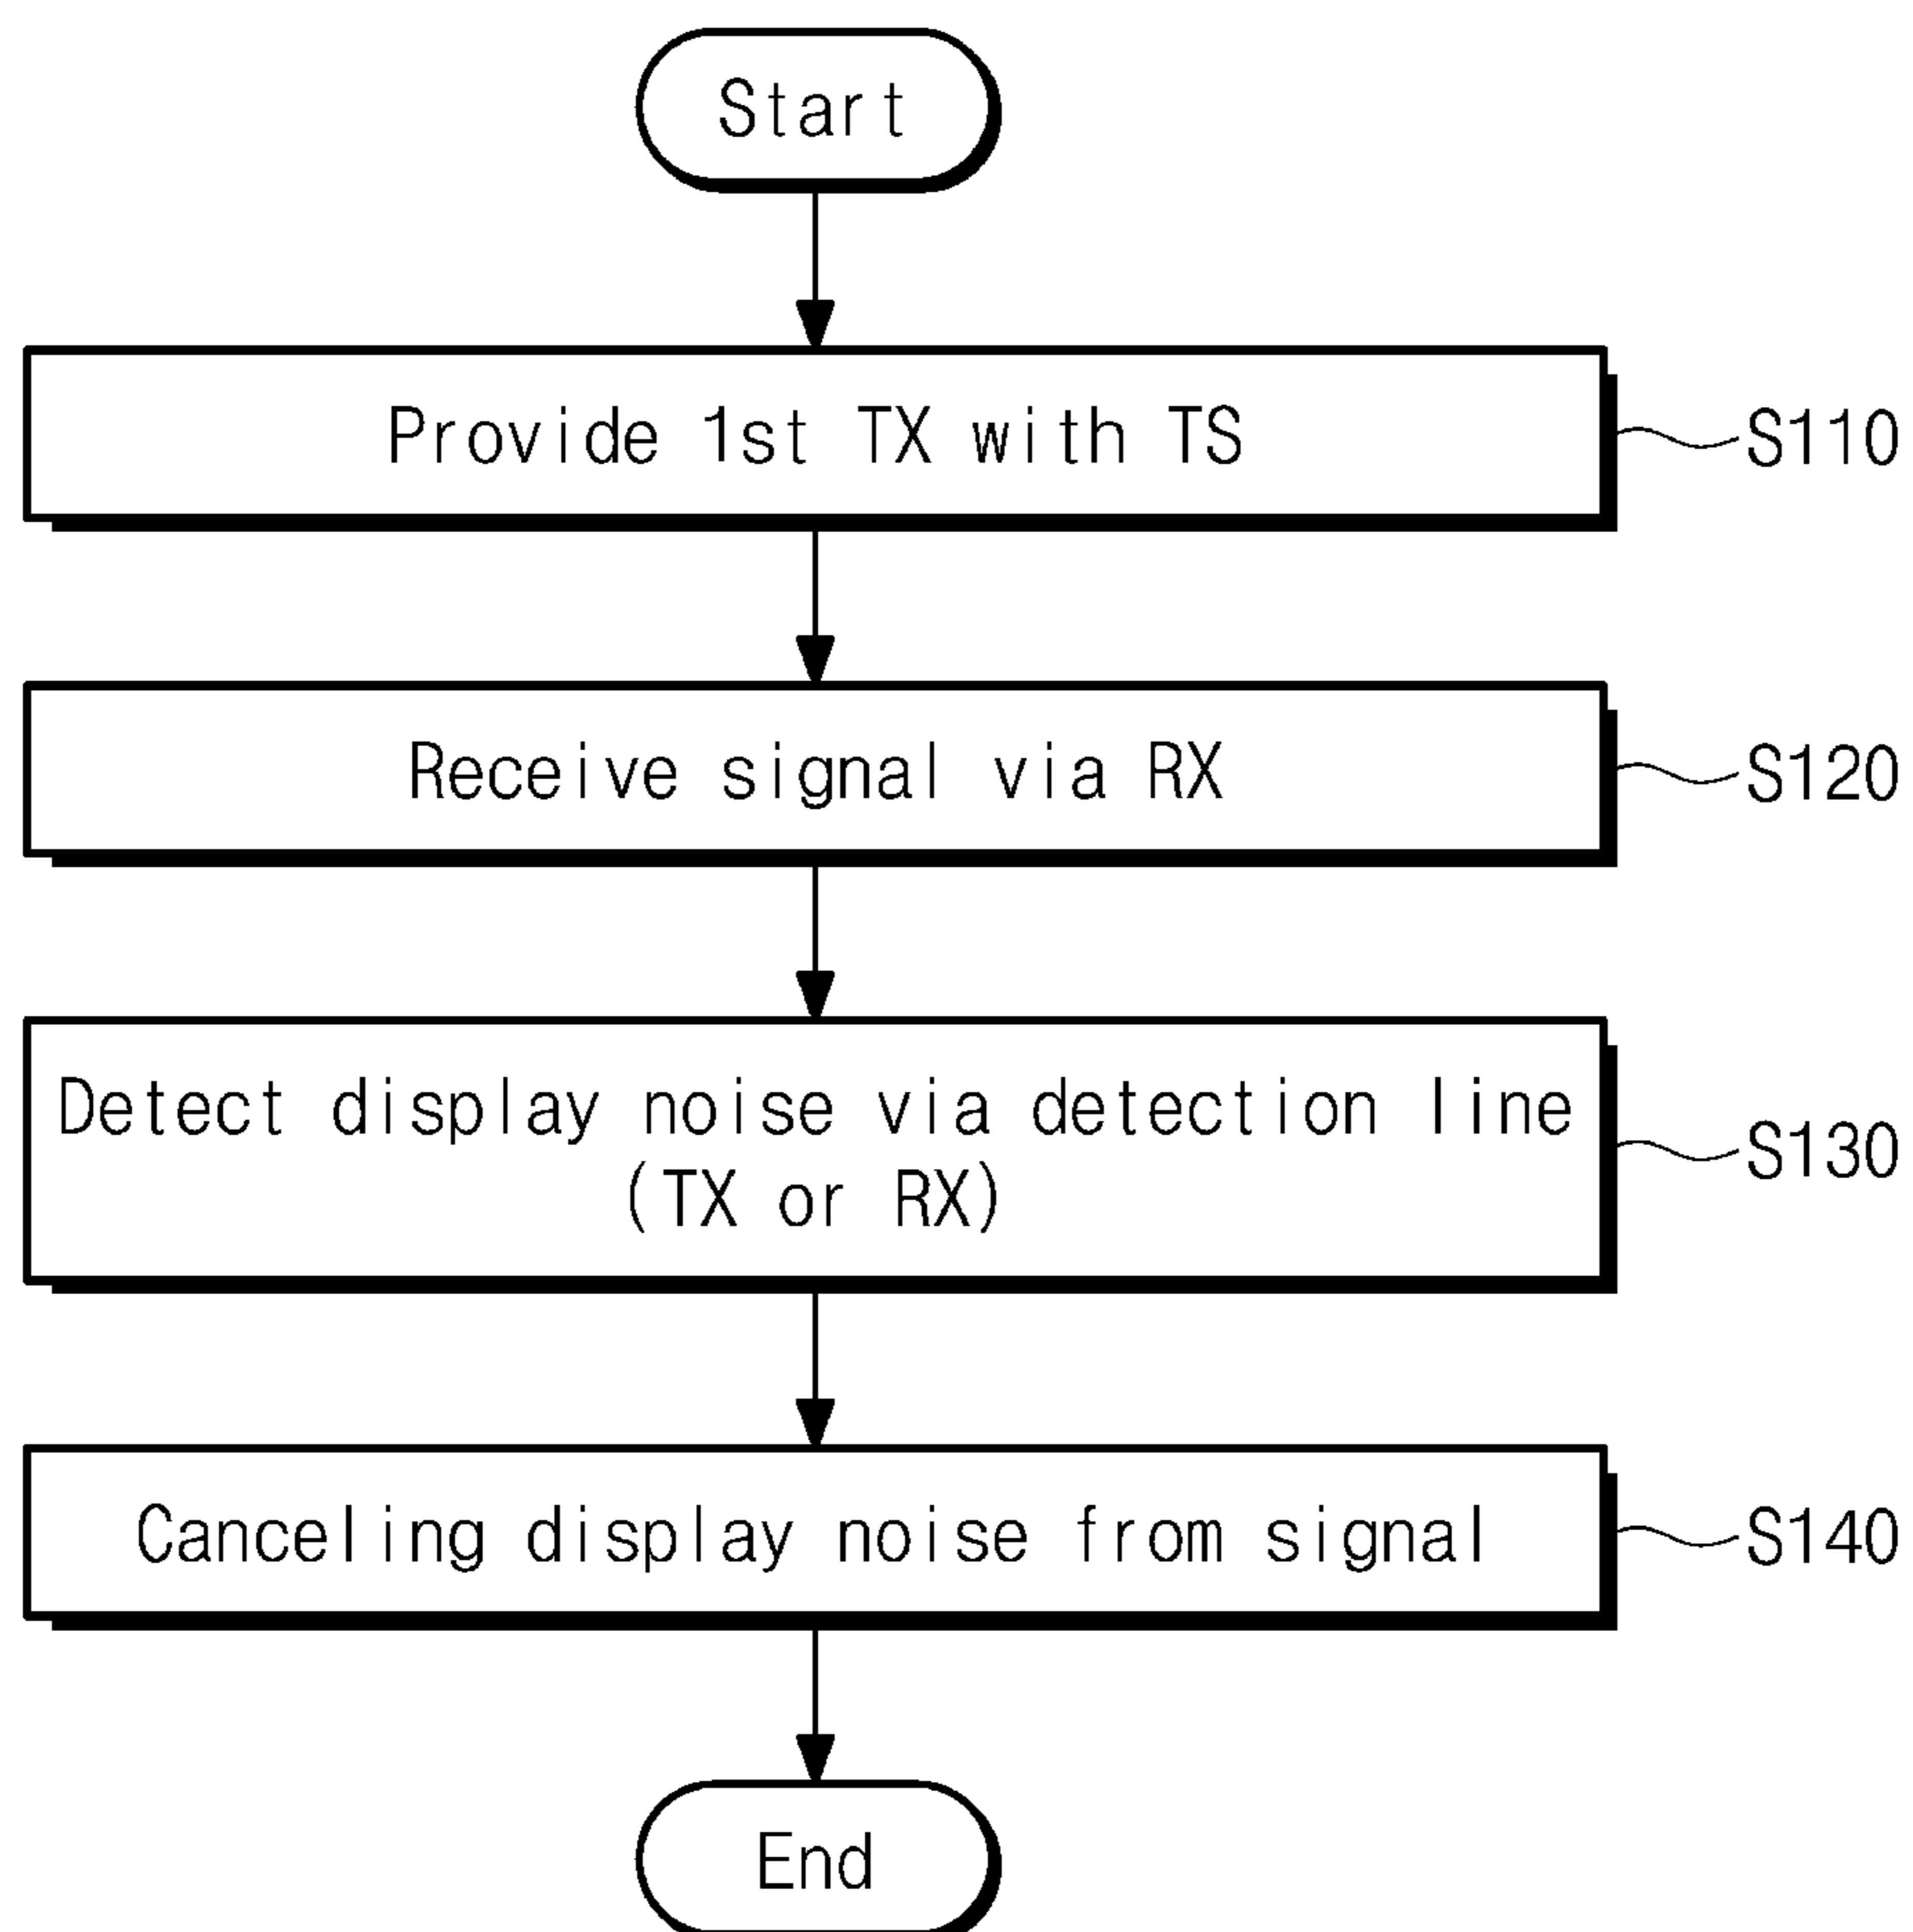 Start
Provide 1st TX with TS
S110
Receive signal via RX
S120
Detect display noise via detection line
(TX or RX)
S130
Canceling display noise from signal
S140
End